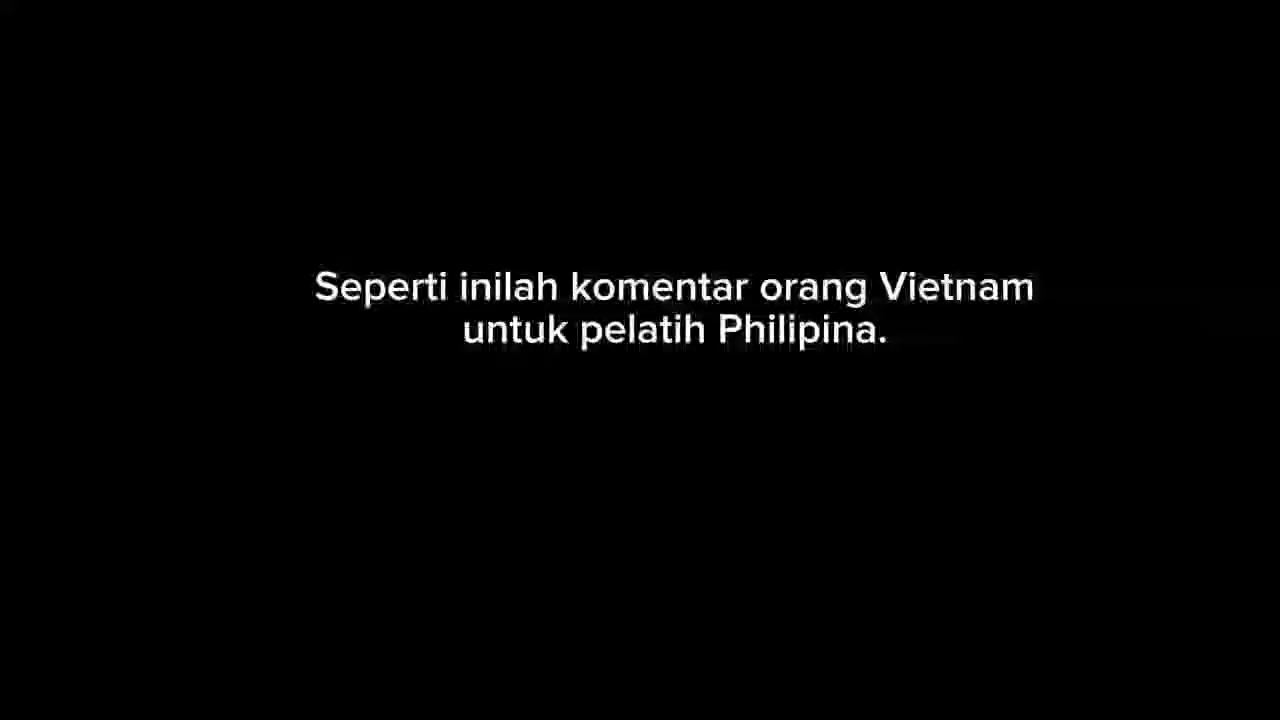 Seperti inilah komentar orang Vietnam
untuk pelatih Philipina.